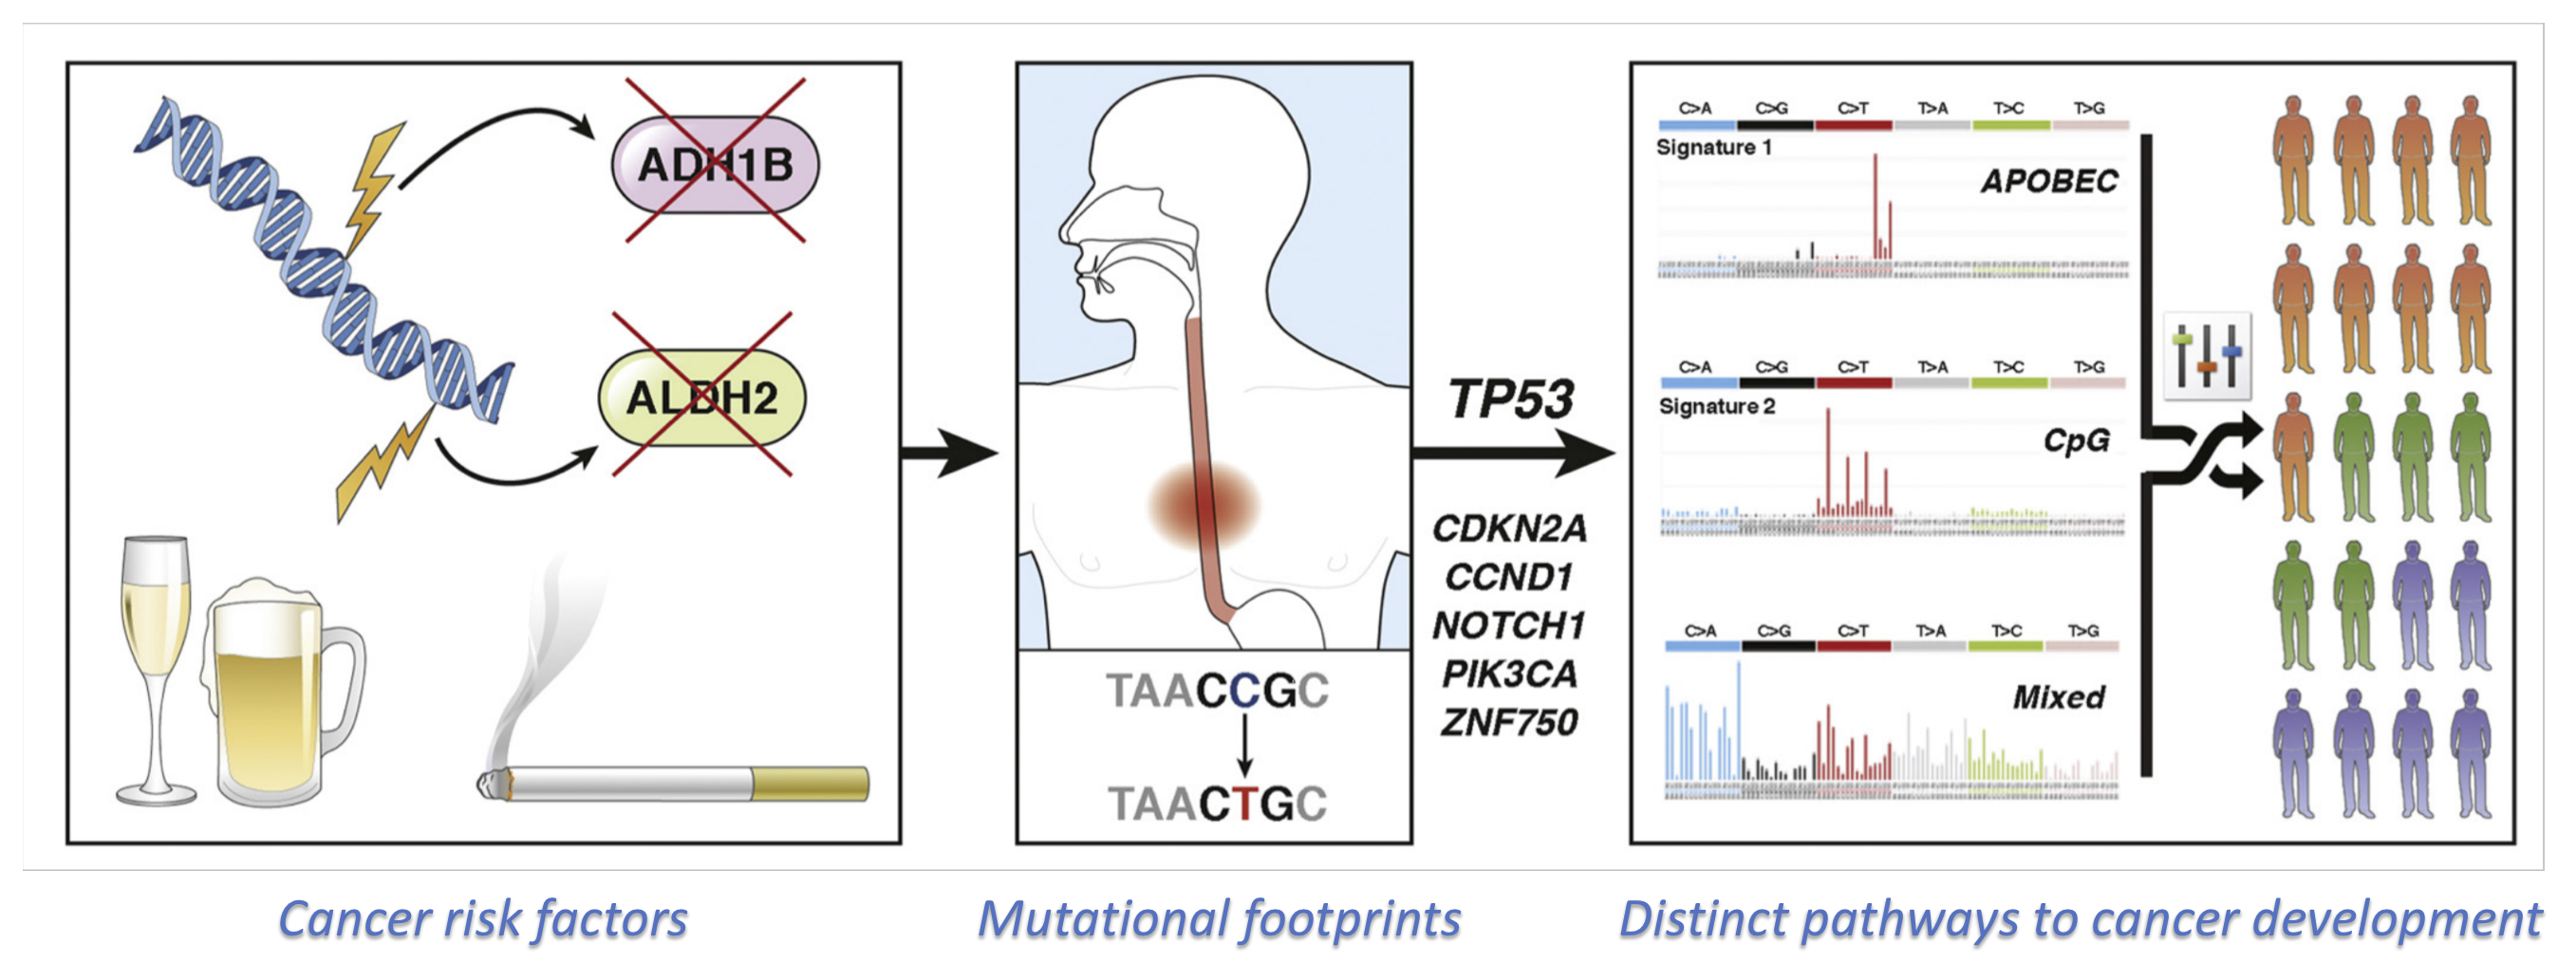 ADH1B
ALDH2
TAACCGC
TAACTGC
TP53
CDKN2A
CCND1
NOTCH1
PIK3CA
ZNF750
C>A C>G C>T T>A T>C T>G
Signature 1
APOBEC
C>A C>G C>T T>A T>C T>G
Signature 2
CpG
C>A C>G C>T T>A T>C T>G
Mixed
Cancer risk factors
Mutational footprints
Distinct pathways to cancer development